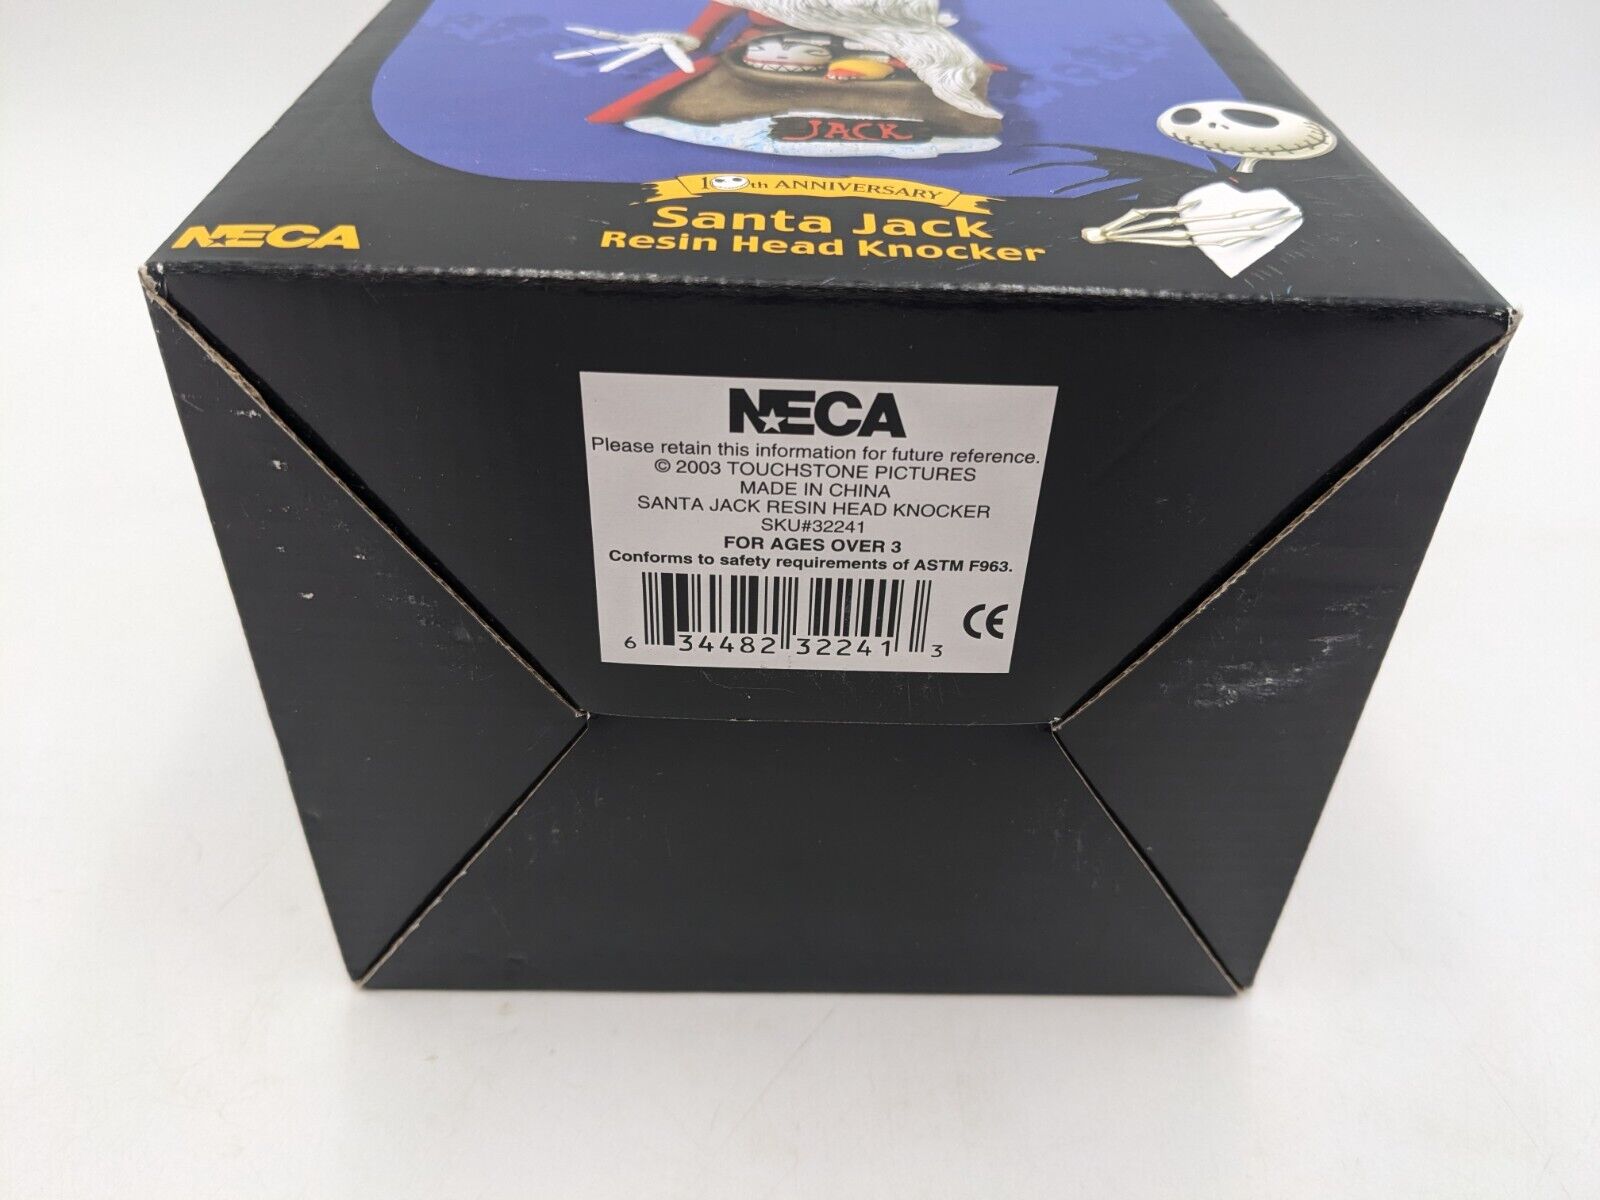 JACK
10th ANNIVERSARY
Santa Jack
Resin Head Knocker
NECA
NECA
Please retain this information for future reference.
© 2003 TOUCHSTONE PICTURES
MADE IN CHINA
SANTA JACK RESIN HEAD KNOCKER
SKU#32241
FOR AGES OVER 3
Conforms to safety requirements of ASTM F963.
CE
6 34482 32241 3